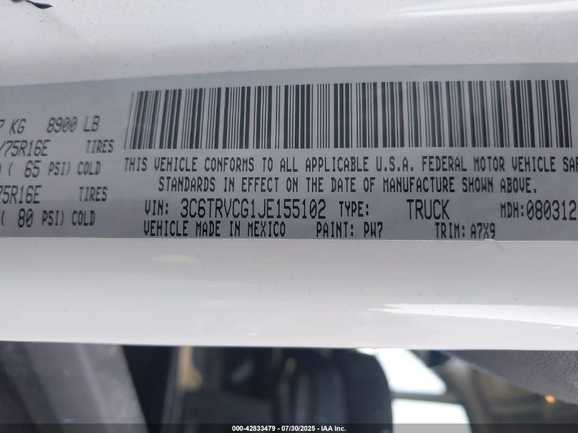 7 KG 8900 LB
/75R16E TIRES
( 65 PSI) COLD
75R16E TIRES
( 80 PSI) COLD
THIS VEHICLE CONFORMS TO ALL APPLICABLE U.S.A. FEDERAL MOTOR VEHICLE SAF
STANDARDS IN EFFECT ON THE DATE OF MANUFACTURE SHOWN ABOVE.
VIN: 3C6TRVCG1JE155102 TYPE: TRUCK MDH:080312
VEHICLE MADE IN MEXICO PAINT: PW7 TRIM: A7X9
000-42833479 - 07/30/2025 - IAA Inc.